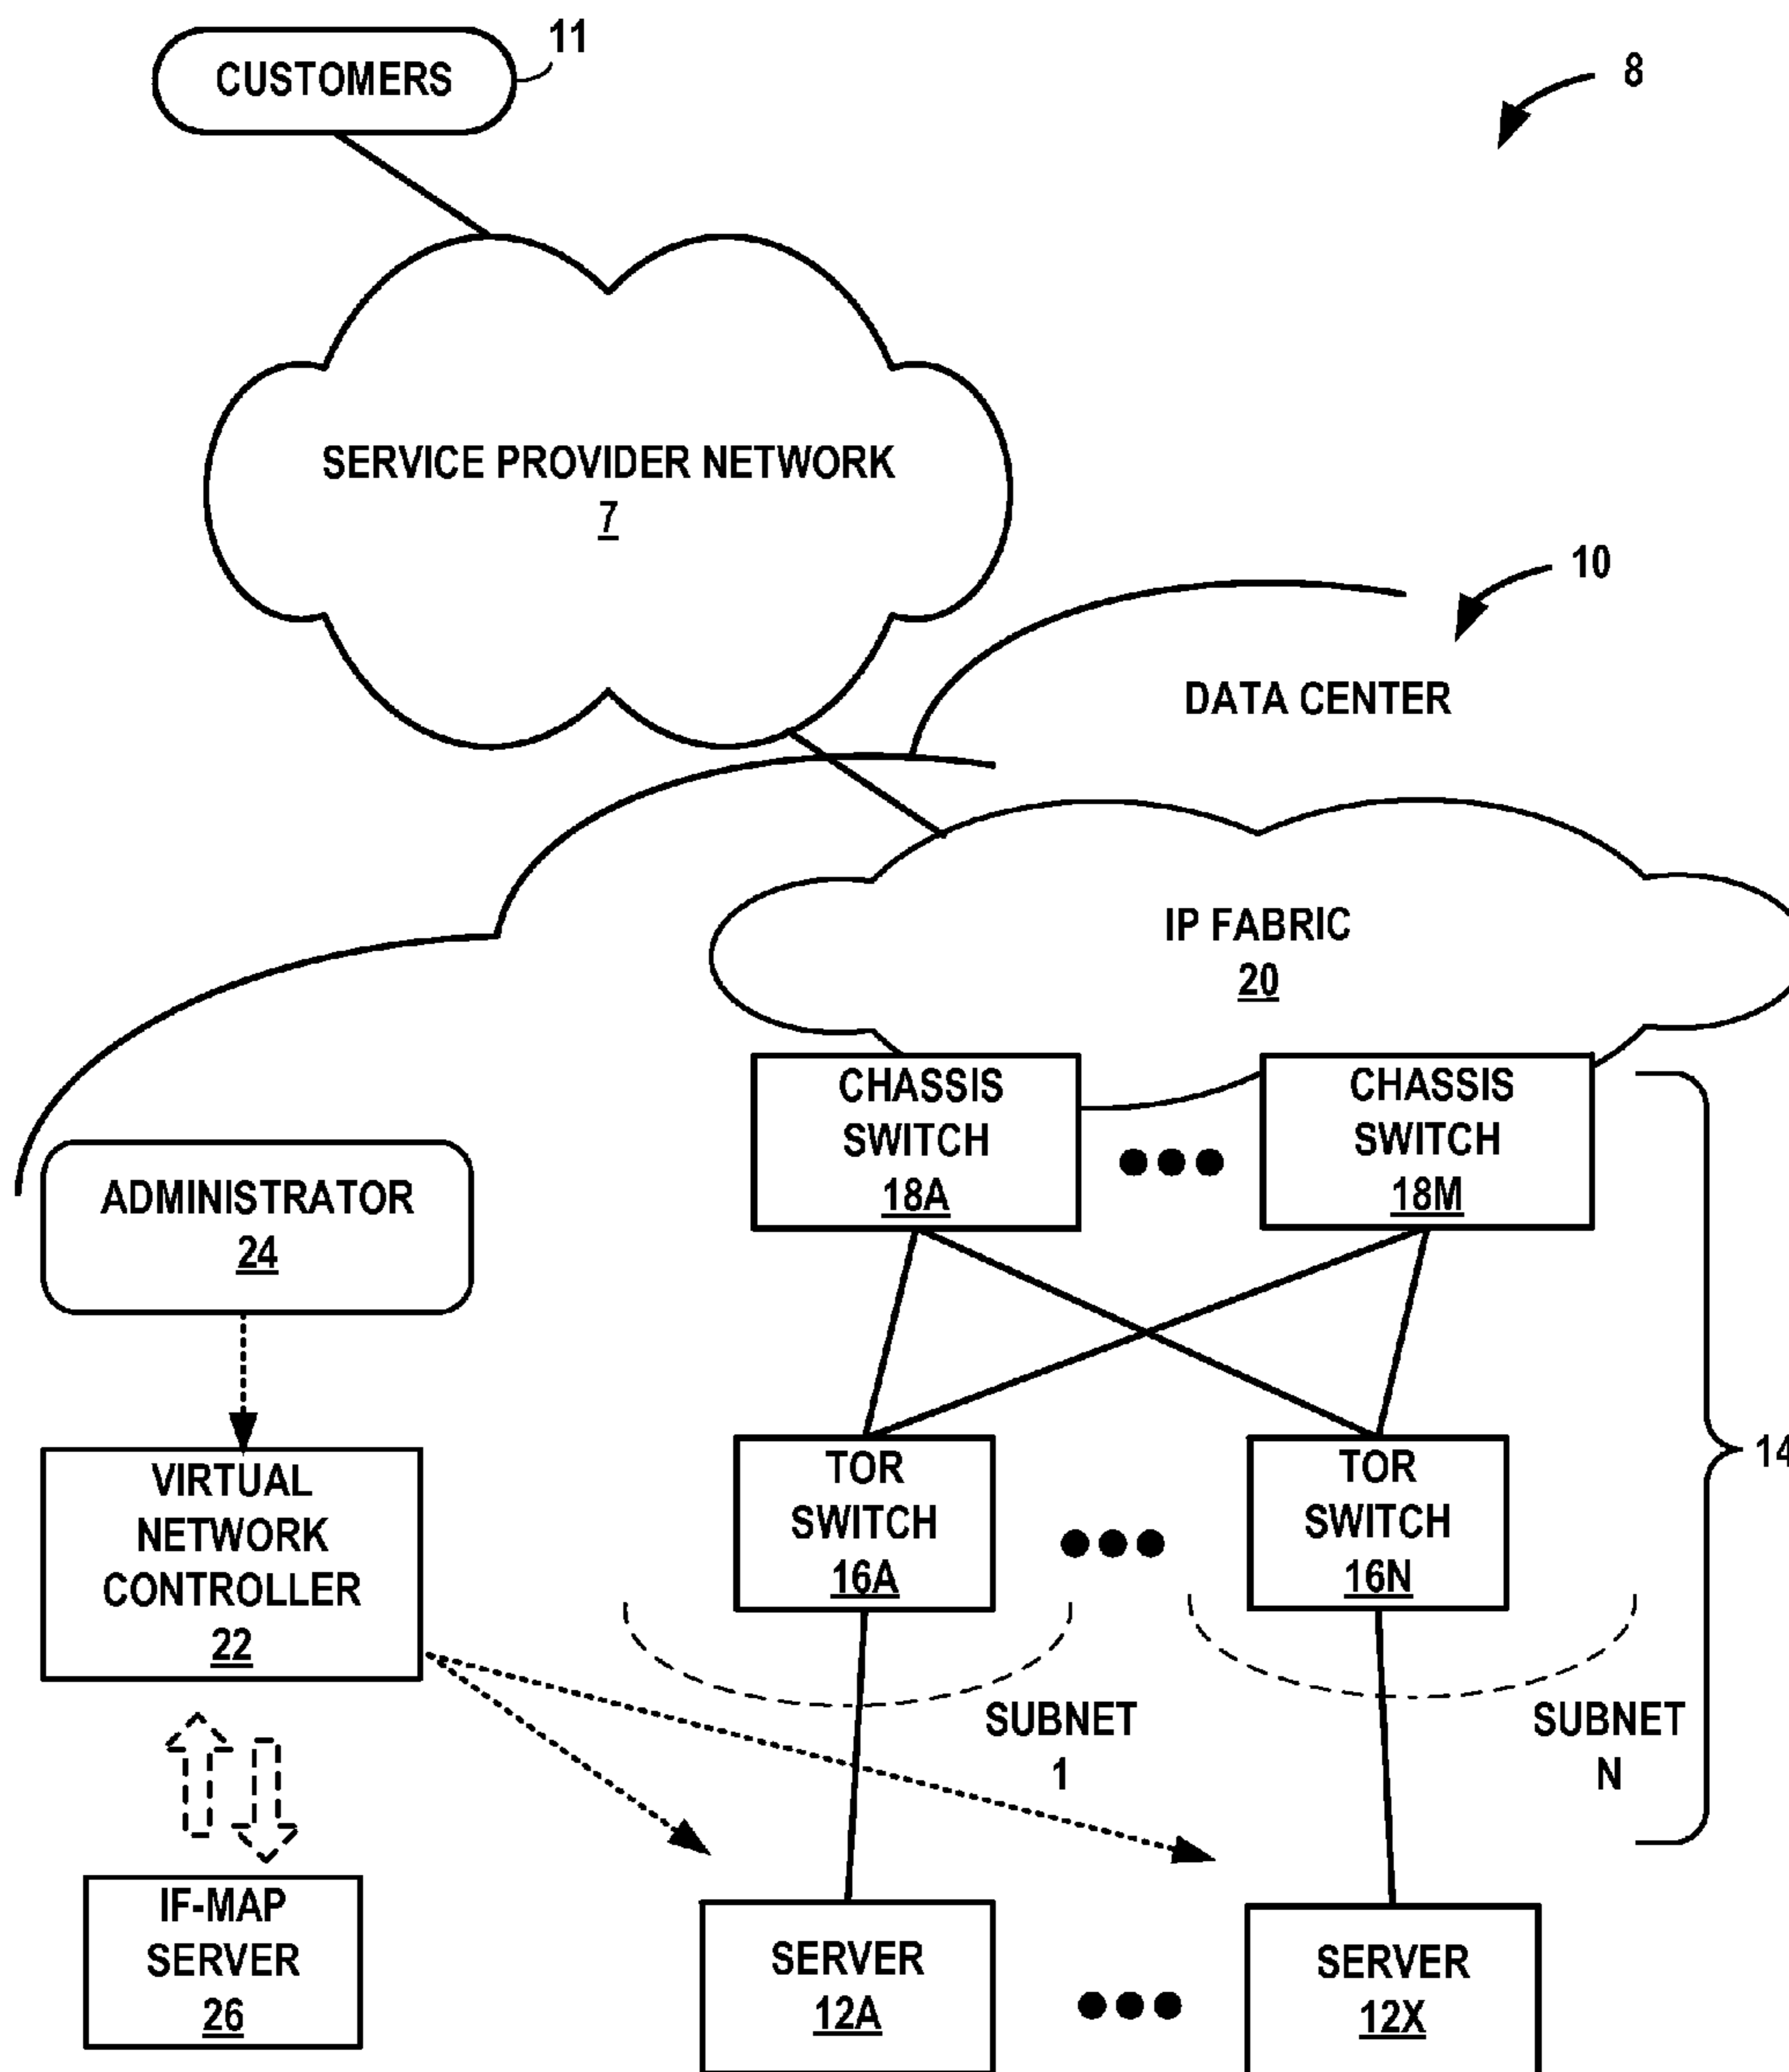 CUSTOMERS
11
8
SERVICE PROVIDER NETWORK
7
10
DATA CENTER
IP FABRIC
20
CHASSIS
SWITCH
18A
CHASSIS
SWITCH
18M
ADMINISTRATOR
24
VIRTUAL
NETWORK
CONTROLLER
22
TOR
SWITCH
16A
TOR
SWITCH
16N
14
SUBNET
1
SUBNET
N
IF-MAP
SERVER
26
SERVER
12A
SERVER
12X